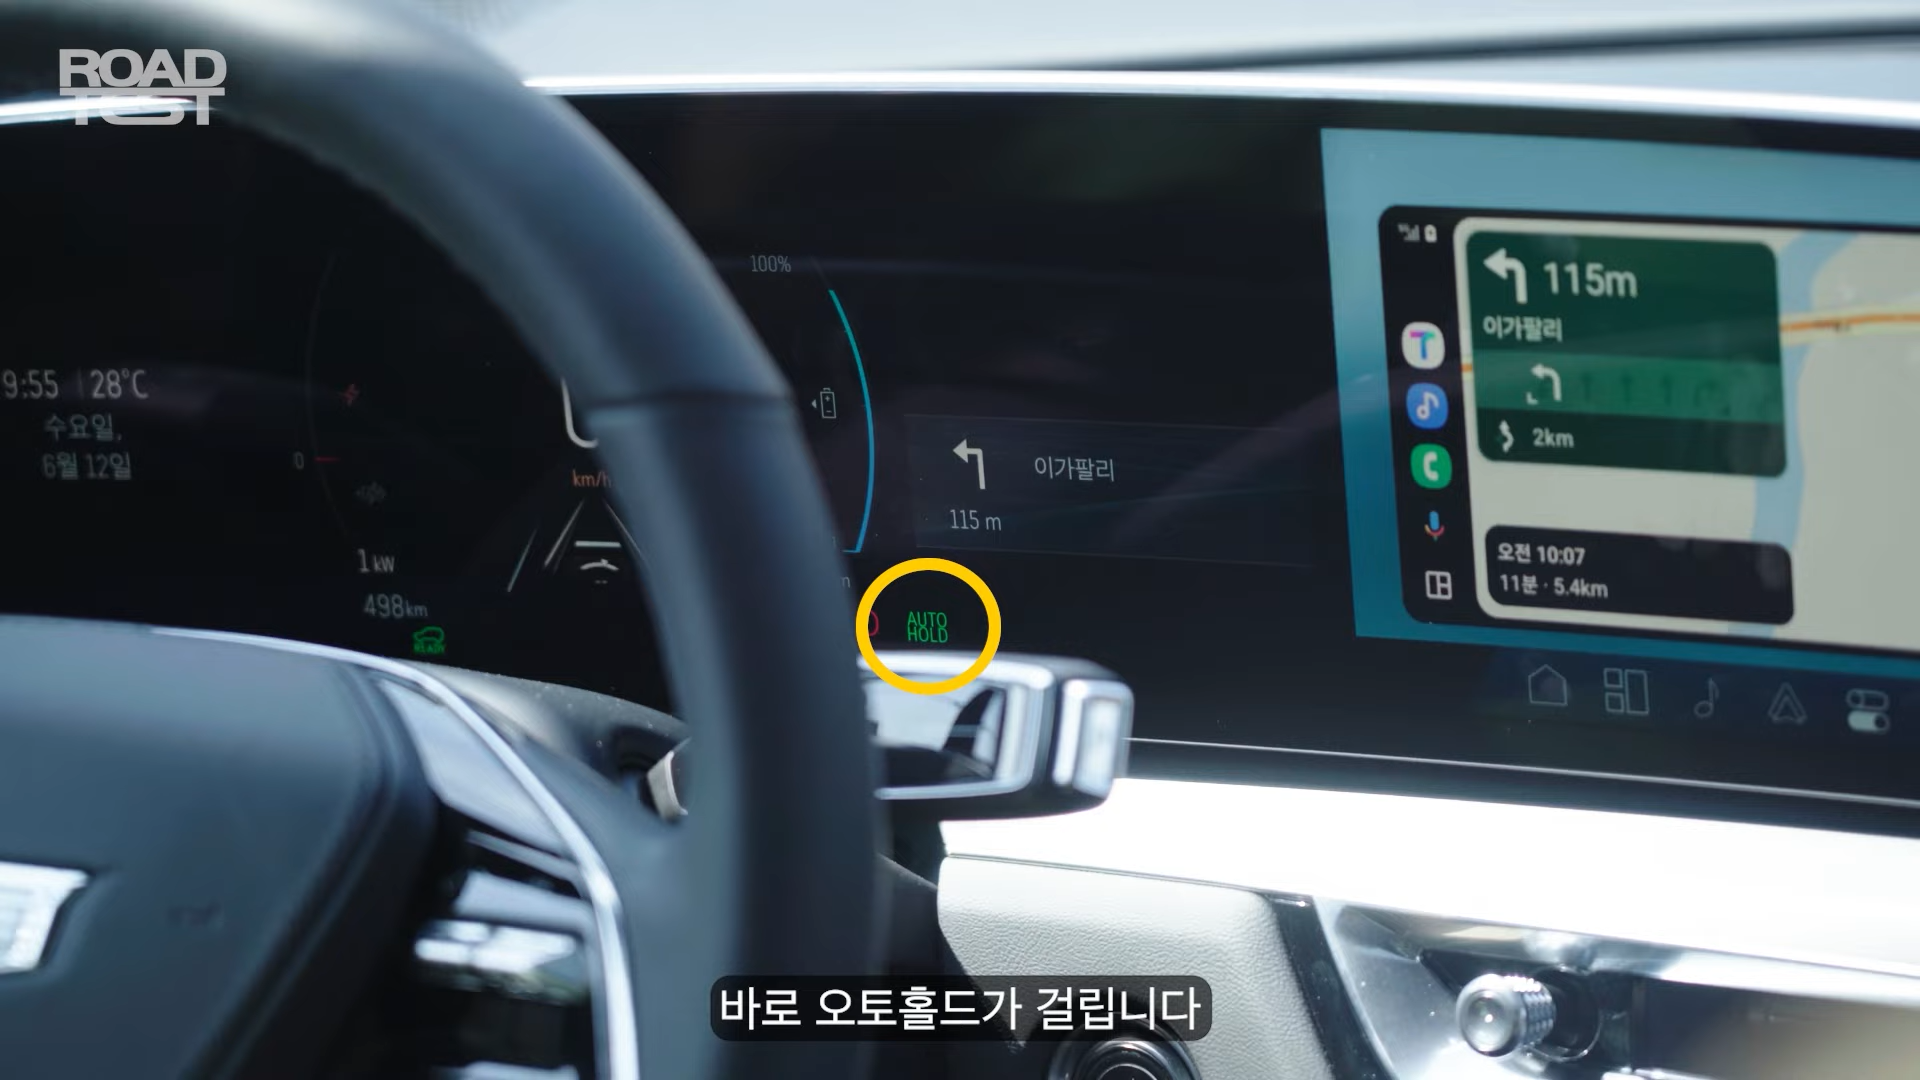 ROAD
TEST
100%
9:55 28°C
수요일,
6월 12일
0
km/h
1 kW
498km
READY
이가팔리
115 m
AUTO
HOLD
115m
이가팔리
2km
오전 10:07
11분 · 5.4km
바로 오토홀드가 걸립니다